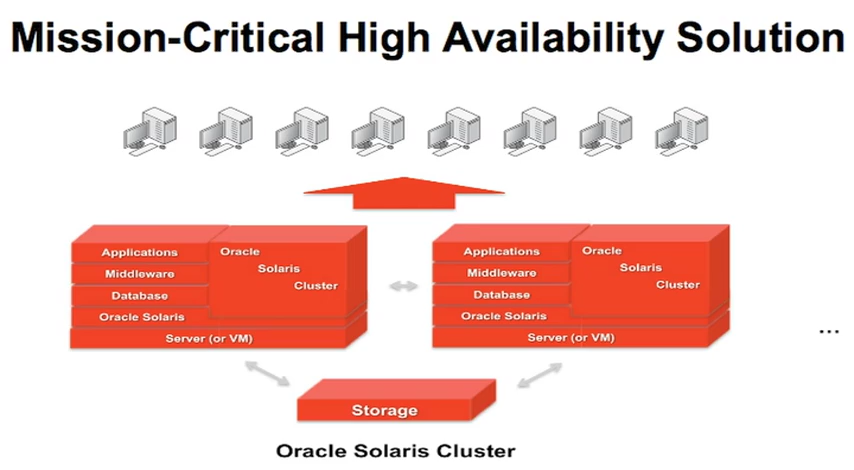 Mission-Critical High Availability Solution
Applications
Middleware
Database
Oracle Solaris
Server (or VM)
Oracle
Solaris
Cluster
Applications
Middleware
Database
Oracle Solaris
Server (or VM)
Oracle
Solaris
Cluster
...
Storage
Oracle Solaris Cluster